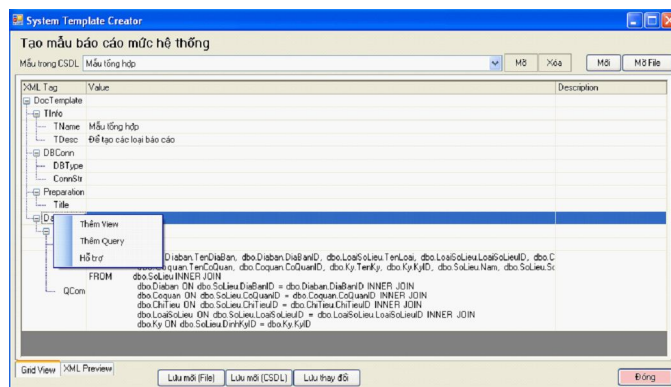 System Template Creator
Tạo mẫu báo cáo mức hệ thống
Mẫu trong CSDL Mẫu tổng hợp Mở Xóa Mới Mở File
XML Tag Value Description
DocTemplate
TInfo
TName Mẫu tổng hợp
TDesc Để tạo các loại báo cáo
DBConn
DBType
ConnStr
Preparation
Title
Da
Thêm View
Thêm Query
Hỗ trợ
Diaban.TenDiaBan, dbo.Diaban.DiaBanID, dbo.LoaiSoLieu.TenLoai, dbo.LoaiSoLieu.LoaiSoLieuID, dbo.C
dbo.Coquan.TenCoQuan, dbo.Coquan.CoQuanID, dbo.Ky.TenKy, dbo.Ky.KyID, dbo.SoLieu.Nam, dbo.SoLieu.So
FROM dbo.SoLieu INNER JOIN
dbo.Diaban ON dbo.SoLieu.DiaBanID = dbo.Diaban.DiaBanID INNER JOIN
QCom dbo.Coquan ON dbo.SoLieu.CoQuanID = dbo.Coquan.CoQuanID INNER JOIN
dbo.ChiTieu ON dbo.SoLieu.ChiTieuID = dbo.ChiTieu.ChiTieuID INNER JOIN
dbo.LoaiSoLieu ON dbo.SoLieu.LoaiSoLieuID = dbo.LoaiSoLieu.LoaiSoLieuID INNER JOIN
dbo.Ky ON dbo.SoLieu.DinhKyID = dbo.Ky.KyID
Grid View XML Preview
Lưu mới (File) Lưu mới (CSDL) Lưu thay đổi Đóng